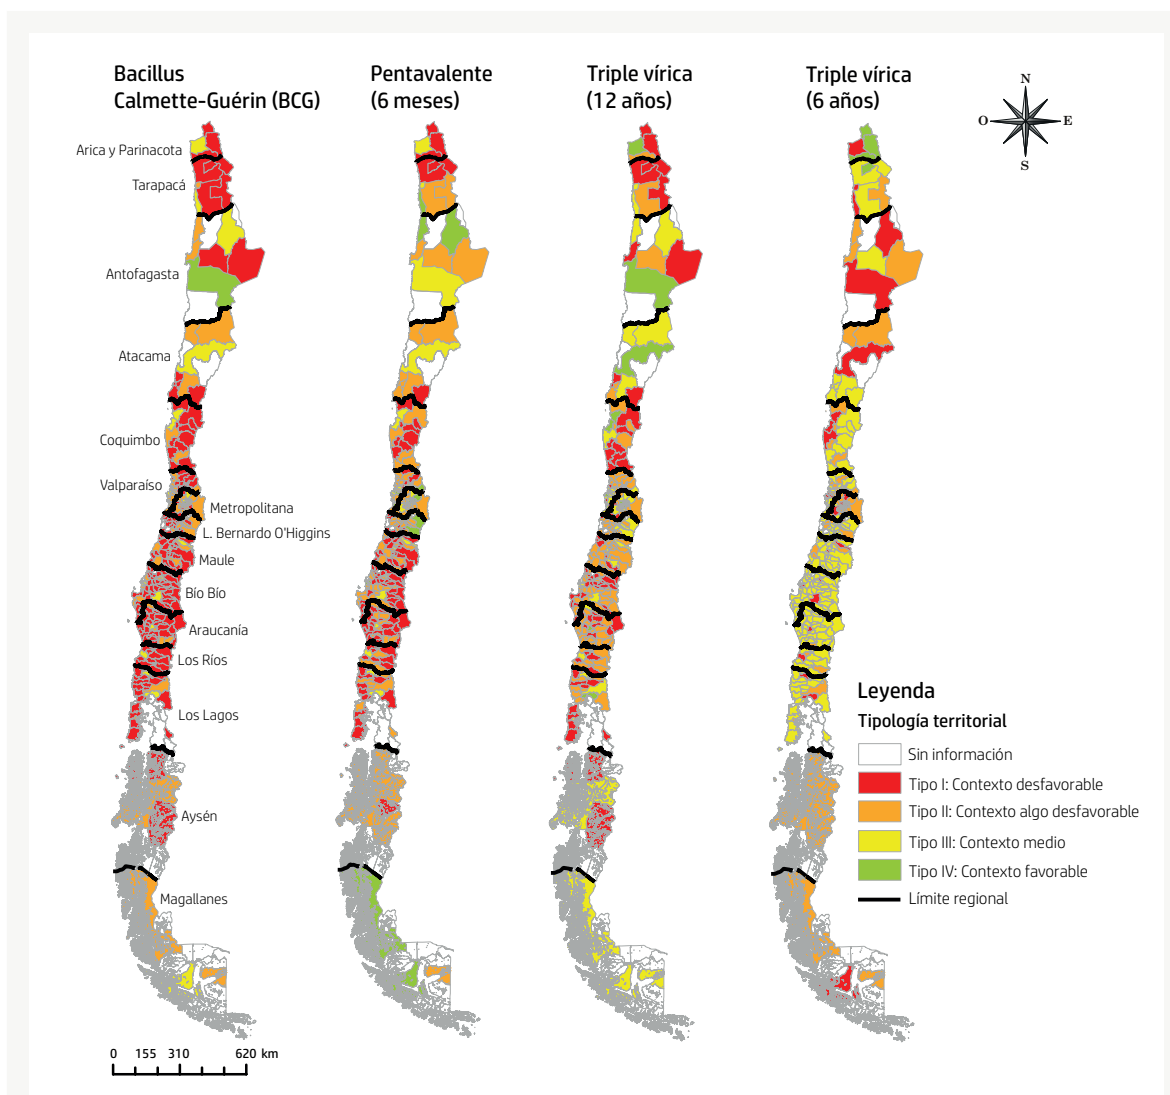 Bacillus
Calmette-Guérin (BCG)
Pentavalente
(6 meses)
Triple vírica
(12 años)
Triple vírica
(6 años)
N
O
E
S
Arica y Parinacota
Tarapacá
Antofagasta
Atacama
Coquimbo
Valparaíso
Metropolitana
L. Bernardo O'Higgins
Maule
Bío Bío
Araucanía
Los Ríos
Los Lagos
Aysén
Magallanes
Leyenda
Tipología territorial
Sin información
Tipo I: Contexto desfavorable
Tipo II: Contexto algo desfavorable
Tipo III: Contexto medio
Tipo IV: Contexto favorable
Límite regional
0 155 310 620 km